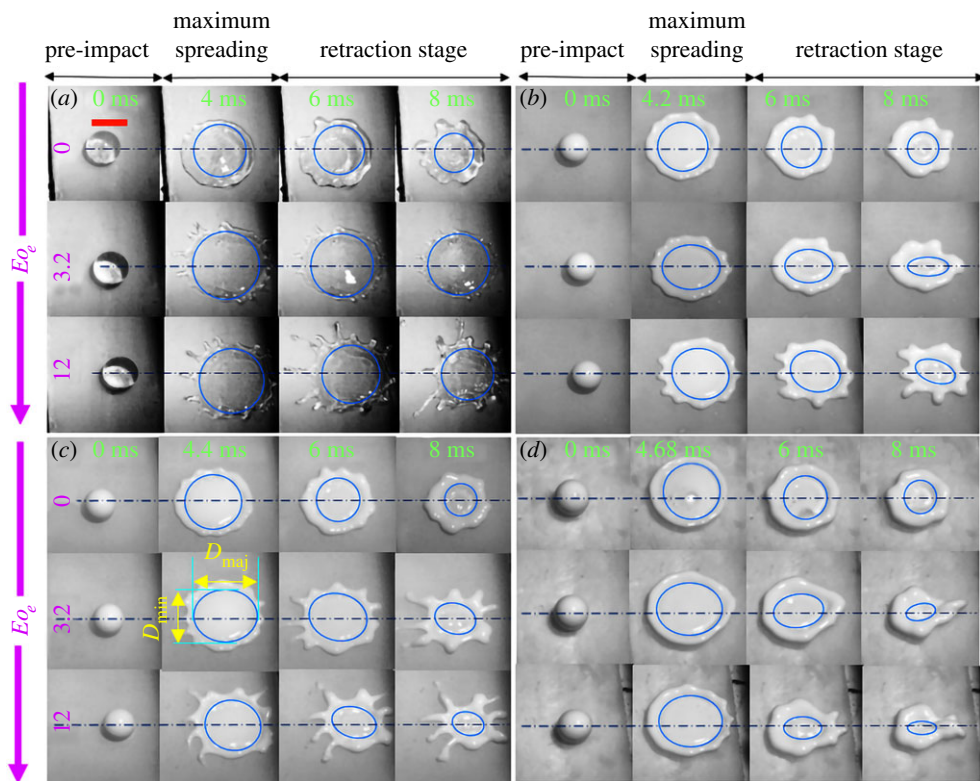 pre-impact maximum spreading retraction stage pre-impact maximum spreading retraction stage
(a) 0 ms 4 ms 6 ms 8 ms (b) 0 ms 4.2 ms 6 ms 8 ms
0
Eo_e 3.2
12
(c) 0 ms 4.4 ms 6 ms 8 ms (d) 0 ms 4.68 ms 6 ms 8 ms
0
D_maj
Eo_e 3.2 D_min
12